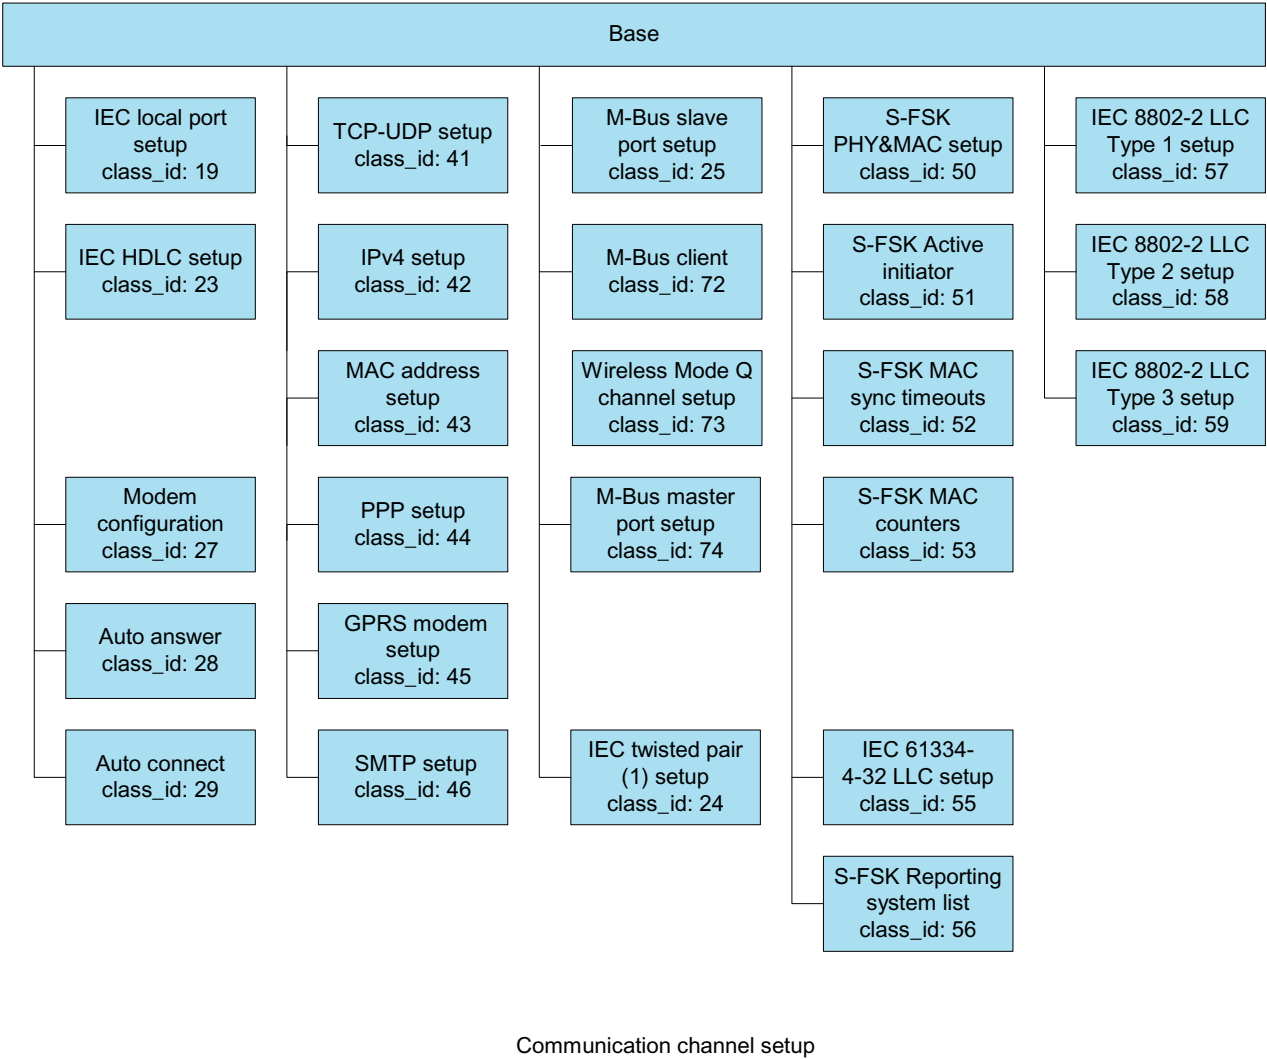 Base
IEC local port
setup
class_id: 19
IEC HDLC setup
class_id: 23
Modem
configuration
class_id: 27
Auto answer
class_id: 28
Auto connect
class_id: 29
TCP-UDP setup
class_id: 41
IPv4 setup
class_id: 42
MAC address
setup
class_id: 43
PPP setup
class_id: 44
GPRS modem
setup
class_id: 45
SMTP setup
class_id: 46
M-Bus slave
port setup
class_id: 25
M-Bus client
class_id: 72
Wireless Mode Q
channel setup
class_id: 73
M-Bus master
port setup
class_id: 74
IEC twisted pair
(1) setup
class_id: 24
S-FSK
PHY&MAC setup
class_id: 50
S-FSK Active
initiator
class_id: 51
S-FSK MAC
sync timeouts
class_id: 52
S-FSK MAC
counters
class_id: 53
IEC 61334-
4-32 LLC setup
class_id: 55
S-FSK Reporting
system list
class_id: 56
IEC 8802-2 LLC
Type 1 setup
class_id: 57
IEC 8802-2 LLC
Type 2 setup
class_id: 58
IEC 8802-2 LLC
Type 3 setup
class_id: 59
Communication channel setup